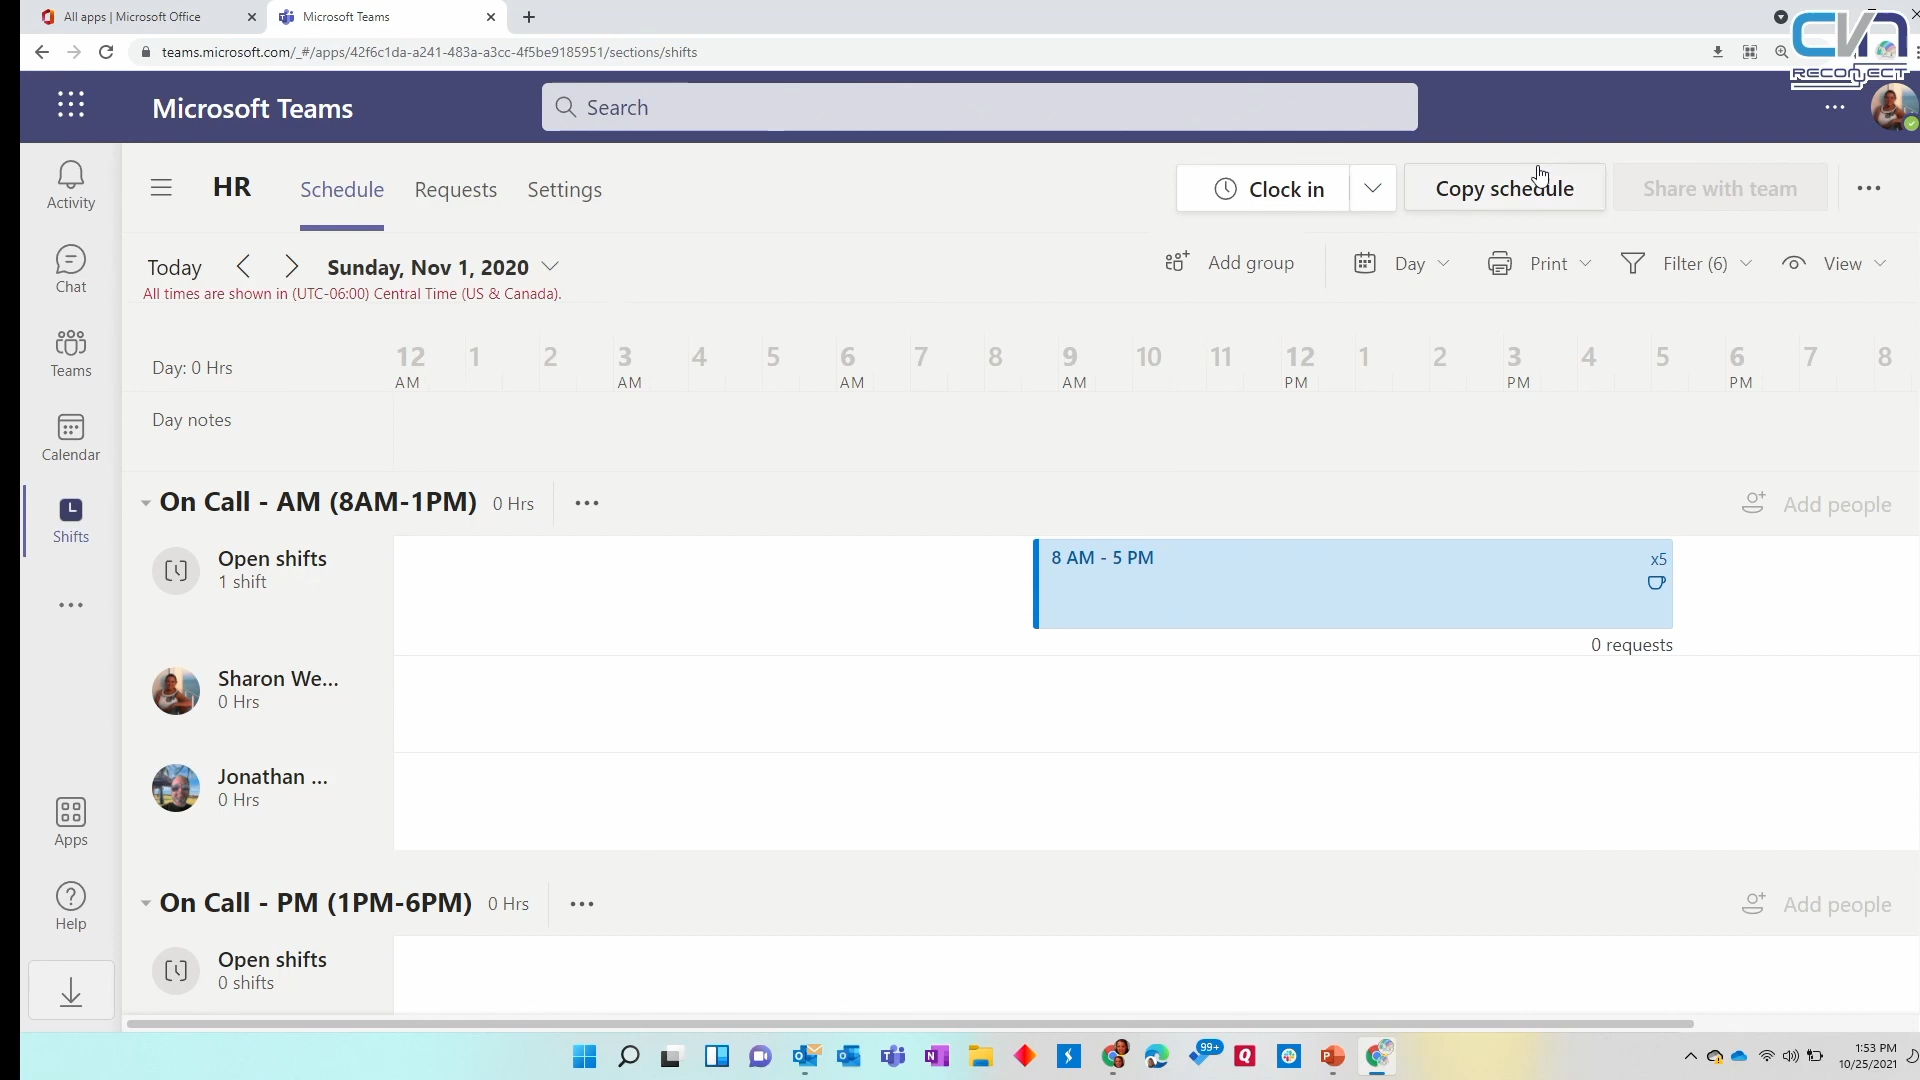 All apps | Microsoft Office
Microsoft Teams
teams.microsoft.com/_#/apps/42f6c1da-a241-483a-a3cc-4f5be9185951/sections/shifts
CVN
RECONJECT
Microsoft Teams
Search
HR
Schedule
Requests
Settings
Clock in
Copy schedule
Share with team
Today
Sunday, Nov 1, 2020
All times are shown in (UTC-06:00) Central Time (US & Canada).
Add group
Day
Print
Filter (6)
View
Day: 0 Hrs
12 1 2 3 4 5 6 7 8 9 10 11 12 1 2 3 4 5 6 7 8
AM AM AM AM PM PM PM
Day notes
On Call - AM (8AM-1PM) 0 Hrs
Add people
Open shifts
1 shift
8 AM - 5 PM
x5
0 requests
Sharon We...
0 Hrs
Jonathan ...
0 Hrs
On Call - PM (1PM-6PM) 0 Hrs
Add people
Open shifts
0 shifts
Activity
Chat
Teams
Calendar
Shifts
Apps
Help
99+
1:53 PM
10/25/2021